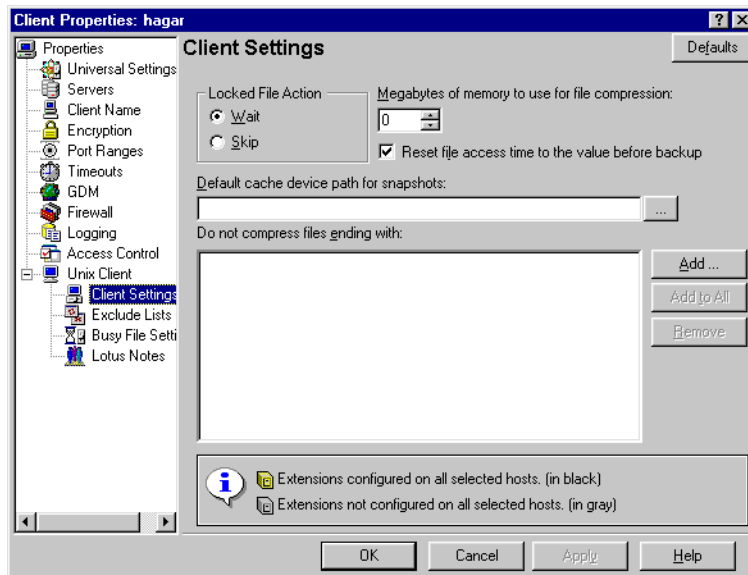 Client Properties: hagar
Properties
Universal Settings
Servers
Client Name
Encryption
Port Ranges
Timeouts
GDM
Firewall
Logging
Access Control
Unix Client
Client Settings
Exclude Lists
Busy File Setti
Lotus Notes
Client Settings
Defaults
Locked File Action
Wait
Skip
Megabytes of memory to use for file compression:
0
Reset file access time to the value before backup
Default cache device path for snapshots:
...
Do not compress files ending with:
Add ...
Add to All
Remove
Extensions configured on all selected hosts. (in black)
Extensions not configured on all selected hosts. (in gray)
OK
Cancel
Apply
Help